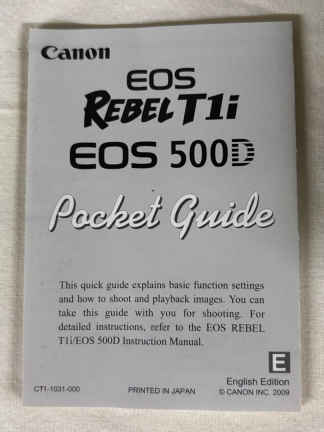 Canon
EOS
REBEL T1i
EOS 500D
Pocket Guide
This quick guide explains basic function settings
and how to shoot and playback images. You can
take this guide with you for shooting. For
detailed instructions, refer to the EOS REBEL
T1i/EOS 500D Instruction Manual.
E
English Edition
CT1-1031-000 PRINTED IN JAPAN © CANON INC. 2009